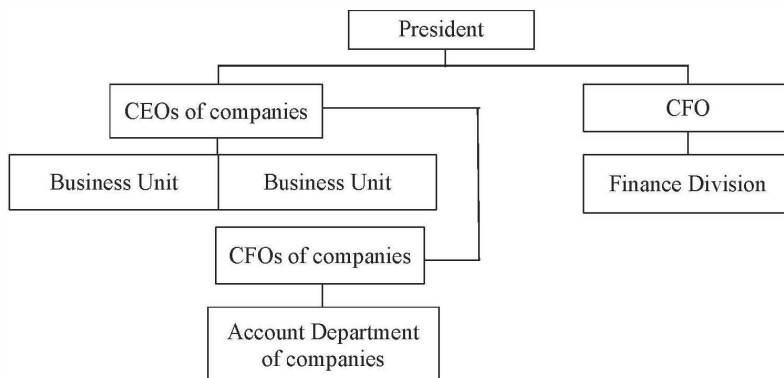 President
CEOs of companies
CFO
Business Unit
Business Unit
Finance Division
CFOs of companies
Account Department
of companies